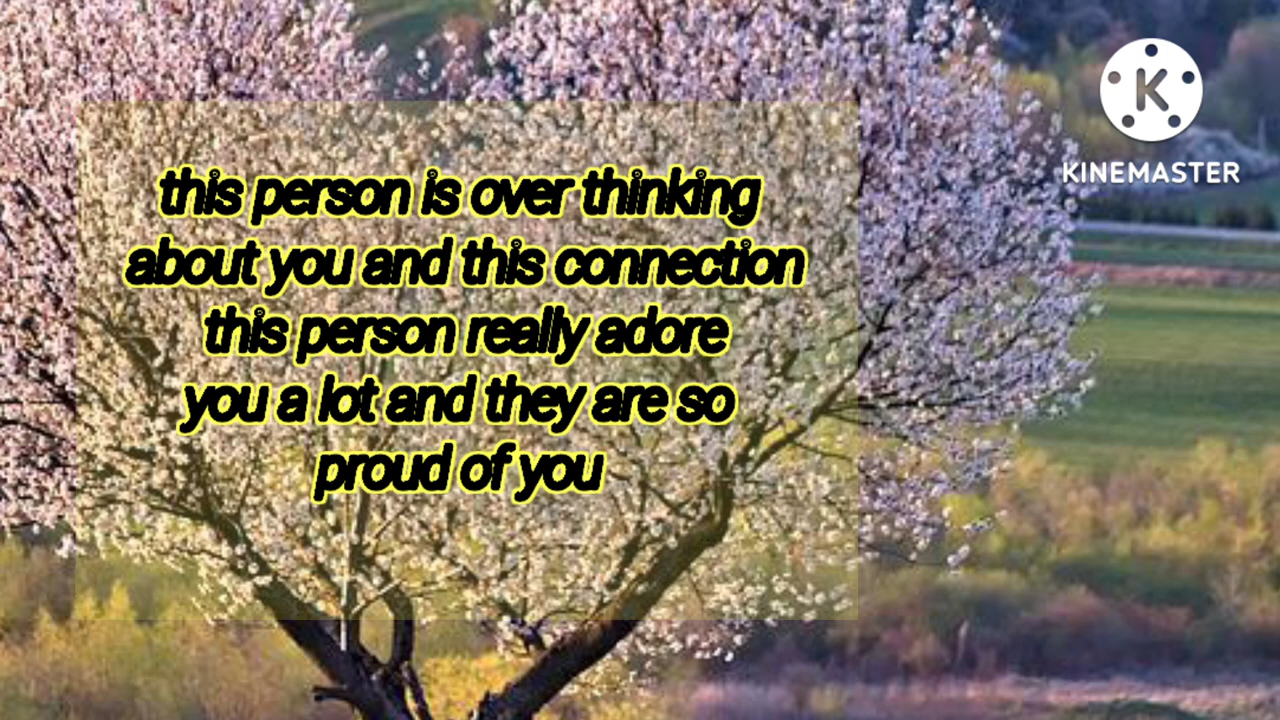 this person is over thinking
about you and this connection
this person really adore
you a lot and they are so
proud of you
K
KINEMASTER